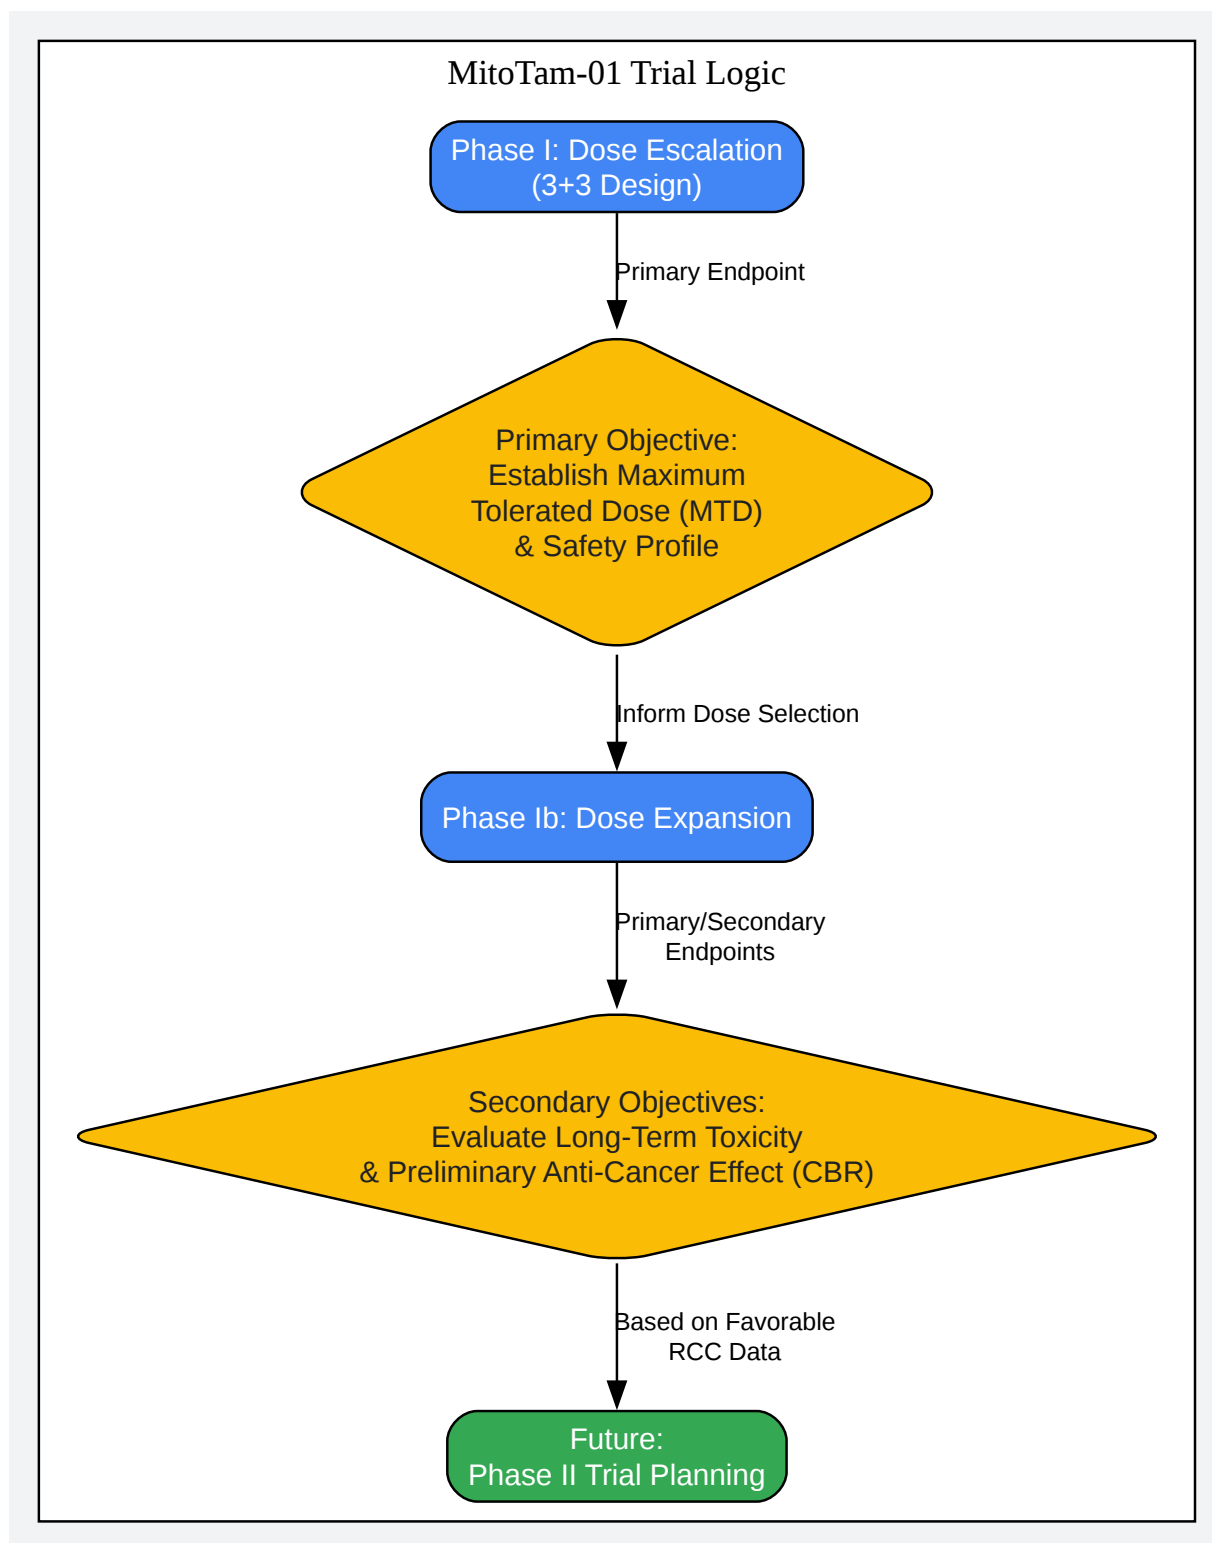 MitoTam-01 Trial Logic
Phase I: Dose Escalation
(3+3 Design)
Primary Endpoint
Primary Objective:
Establish Maximum
Tolerated Dose (MTD)
& Safety Profile
Inform Dose Selection
Phase Ib: Dose Expansion
Primary/Secondary
Endpoints
Secondary Objectives:
Evaluate Long-Term Toxicity
& Preliminary Anti-Cancer Effect (CBR)
Based on Favorable
RCC Data
Future:
Phase II Trial Planning